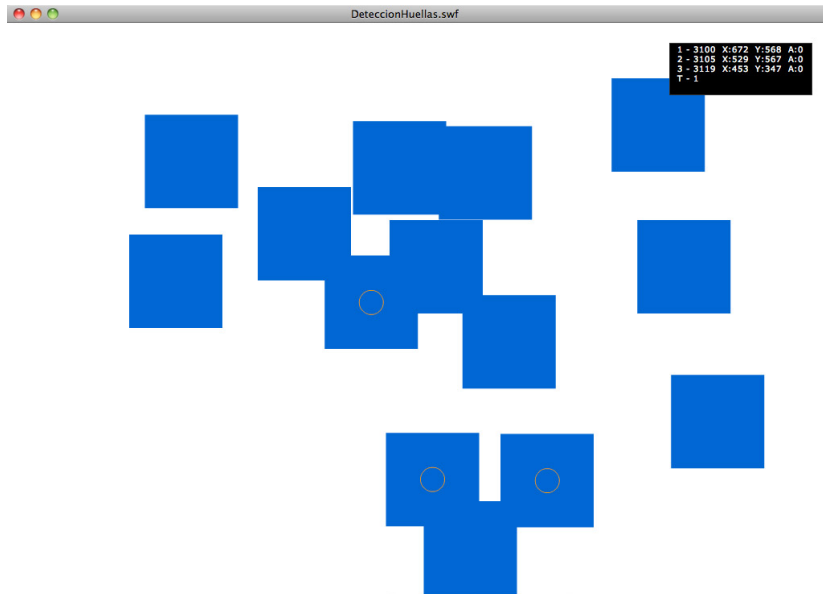 DeteccionHuellas.swf
1 - 3100 X:672 Y:568 A:0
2 - 3105 X:529 Y:567 A:0
3 - 3119 X:453 Y:347 A:0
T - 1